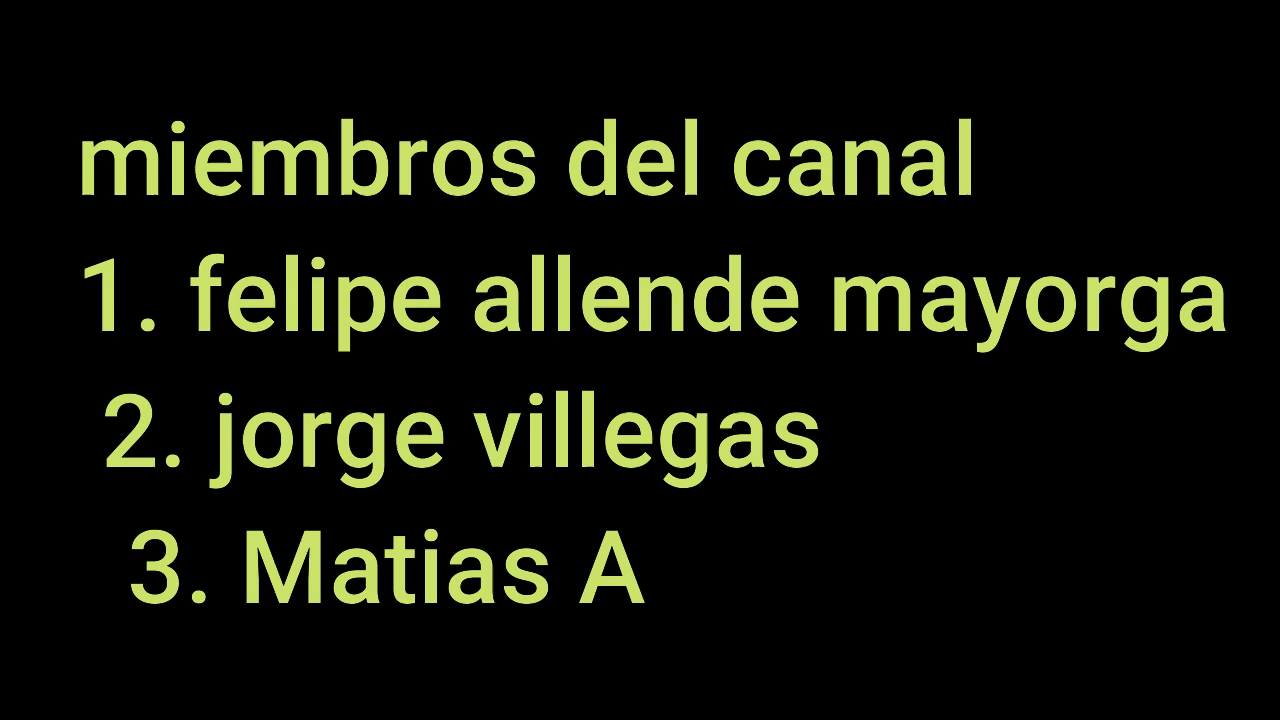 miembros del canal
1. felipe allende mayorga
2. jorge villegas
3. Matias A